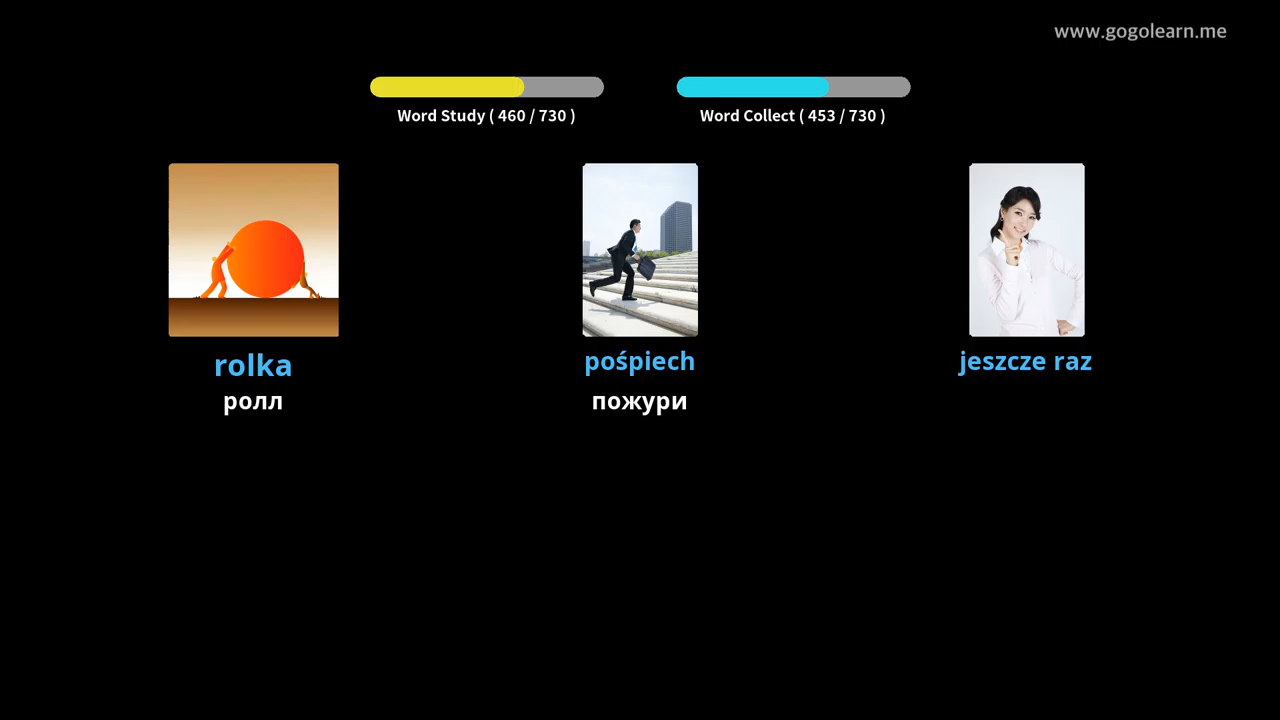 www.gogolearn.me
Word Study ( 460 / 730 )
Word Collect ( 453 / 730 )
rolka
ролл
pośpiech
пожури
jeszcze raz